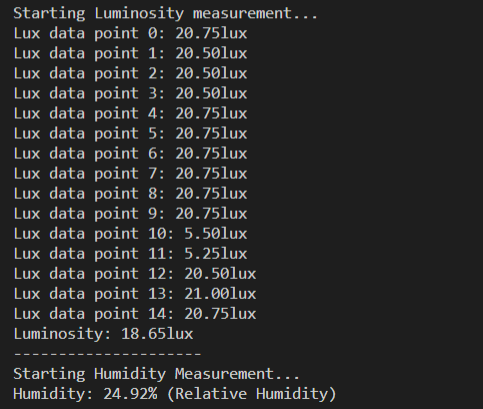 Starting Luminosity measurement...
Lux data point 0: 20.75lux
Lux data point 1: 20.50lux
Lux data point 2: 20.50lux
Lux data point 3: 20.50lux
Lux data point 4: 20.75lux
Lux data point 5: 20.75lux
Lux data point 6: 20.75lux
Lux data point 7: 20.75lux
Lux data point 8: 20.75lux
Lux data point 9: 20.75lux
Lux data point 10: 5.50lux
Lux data point 11: 5.25lux
Lux data point 12: 20.50lux
Lux data point 13: 21.00lux
Lux data point 14: 20.75lux
Luminosity: 18.65lux
---------------------
Starting Humidity Measurement...
Humidity: 24.92% (Relative Humidity)